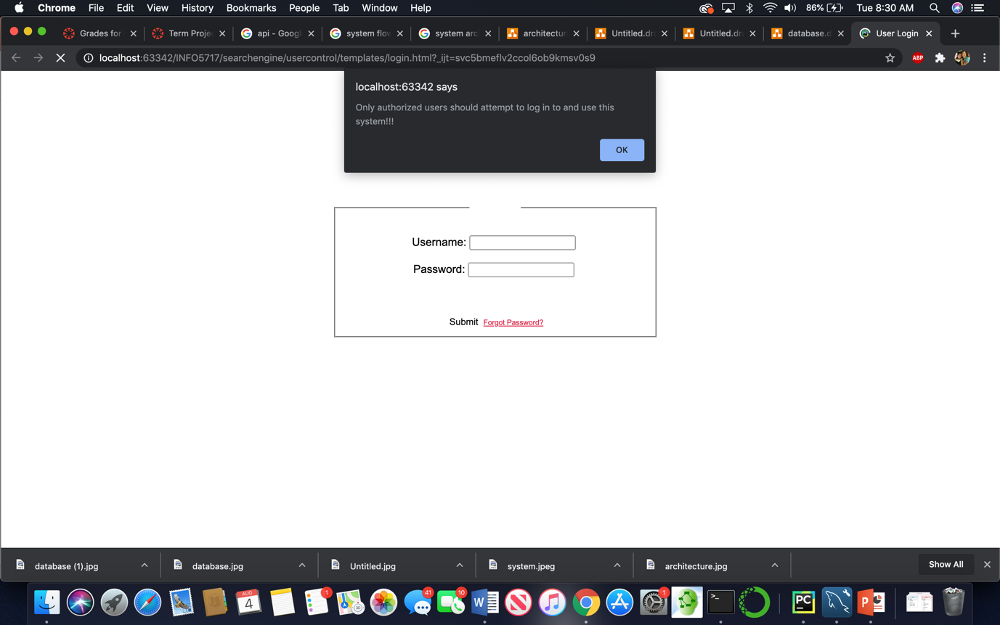 Chrome File Edit View History Bookmarks People Tab Window Help 86% Tue 8:30 AM
Grades for Term Projec api - Googl system flow system arc architectur Untitled.dr Untitled.dra database.d User Login
localhost:63342/INFO5717/searchengine/usercontrol/templates/login.html?_ijt=svc5bmeflv2ccol6ob9kmsv0s9 ABP
localhost:63342 says
Only authorized users should attempt to log in to and use this
system!!!
OK
Username:
Password:
Submit Forgot Password?
database (1).jpg database.jpg Untitled.jpg system.jpeg architecture.jpg Show All
AUG 4 1 3D 41 10 W 1 >_ PC P